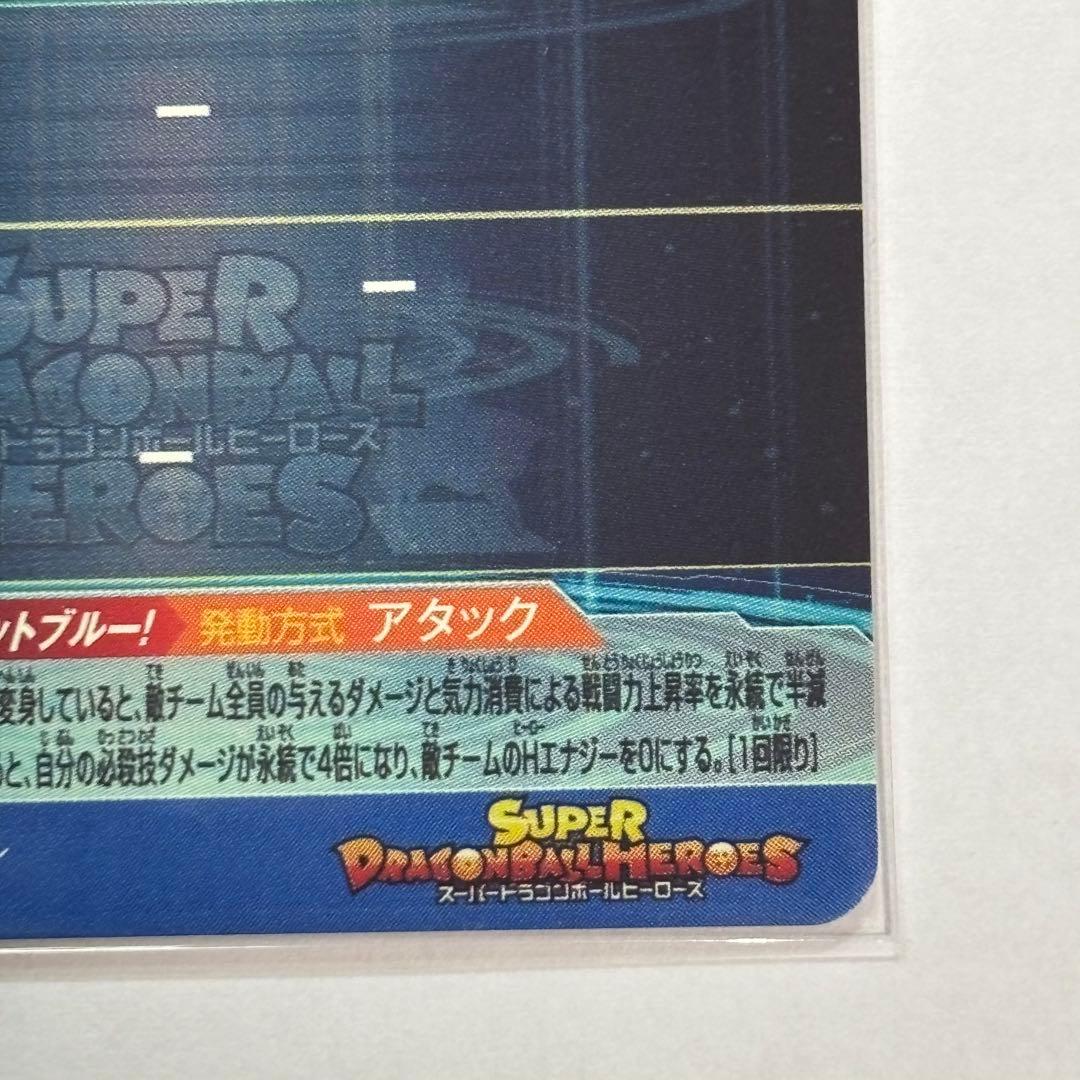 SUPER
DRAGONBALL
ドラゴンボールヒーローズ
HEROES
ットブルー! 発動方式 アタック
変身していると、敵チーム全員の与えるダメージと気力消費による戦闘力上昇率を永続で半減
と、自分の必殺技ダメージが永続で4倍になり、敵チームのHエナジーを0にする。[1回限り]
SUPER
DRAGONBALL HEROES
スーパードラゴンボールヒーローズ